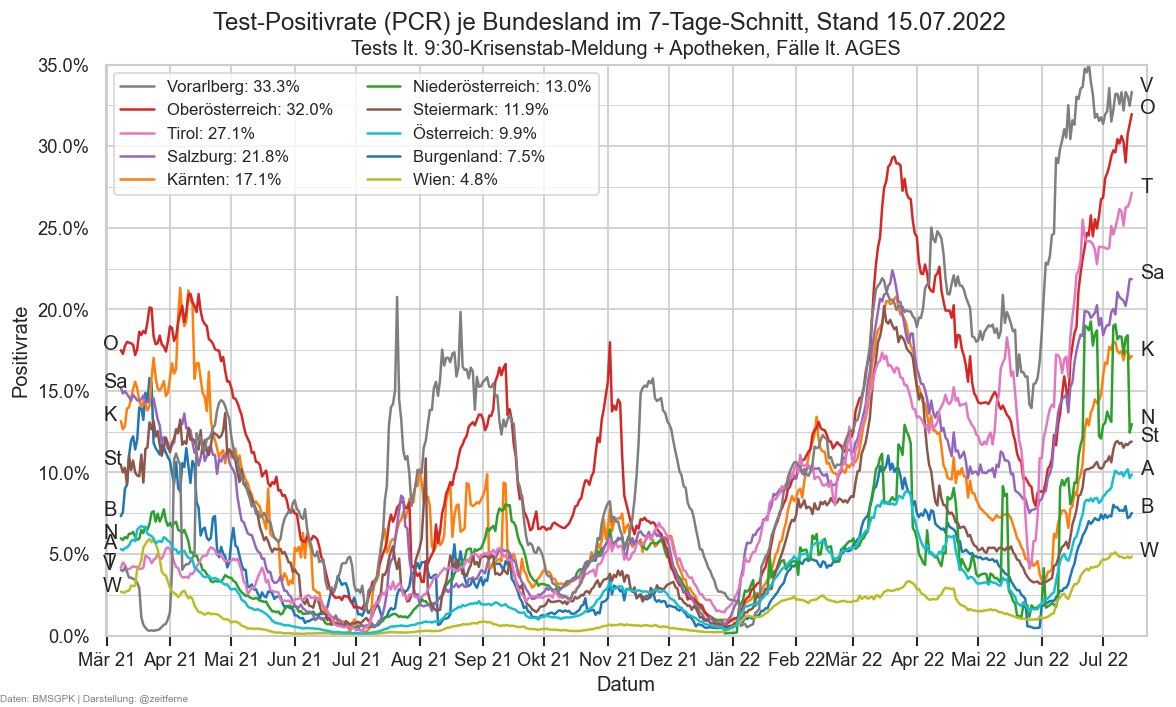 Test-Positivrate (PCR) je Bundesland im 7-Tage-Schnitt, Stand 15.07.2022
Tests lt. 9:30-Krisenstab-Meldung + Apotheken, Fälle lt. AGES
Vorarlberg: 33.3%
Oberösterreich: 32.0%
Tirol: 27.1%
Salzburg: 21.8%
Kärnten: 17.1%
Niederösterreich: 13.0%
Steiermark: 11.9%
Österreich: 9.9%
Burgenland: 7.5%
Wien: 4.8%
Positivrate
35.0%
30.0%
25.0%
20.0%
15.0%
10.0%
5.0%
0.0%
O
Sa
K
St
B
N
A
T
V
W
V
O
T
Sa
K
N
St
A
B
W
Mär 21 Apr 21 Mai 21 Jun 21 Jul 21 Aug 21 Sep 21 Okt 21 Nov 21 Dez 21 Jän 22 Feb 22 Mär 22 Apr 22 Mai 22 Jun 22 Jul 22
Datum
Daten: BMSGPK | Darstellung: @zeitferne